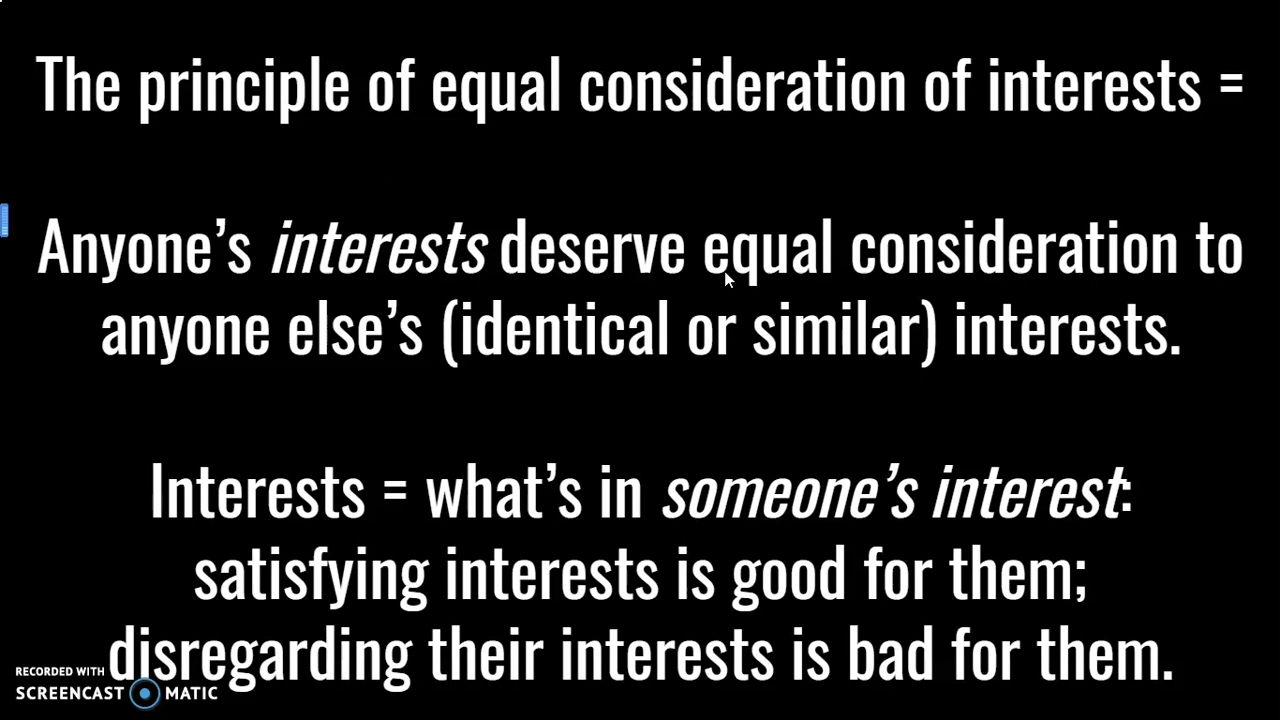 The principle of equal consideration of interests =
Anyone’s interests deserve equal consideration to
anyone else’s (identical or similar) interests.
Interests = what’s in someone’s interest:
satisfying interests is good for them;
disregarding their interests is bad for them.
RECORDED WITH
SCREENCAST MATIC